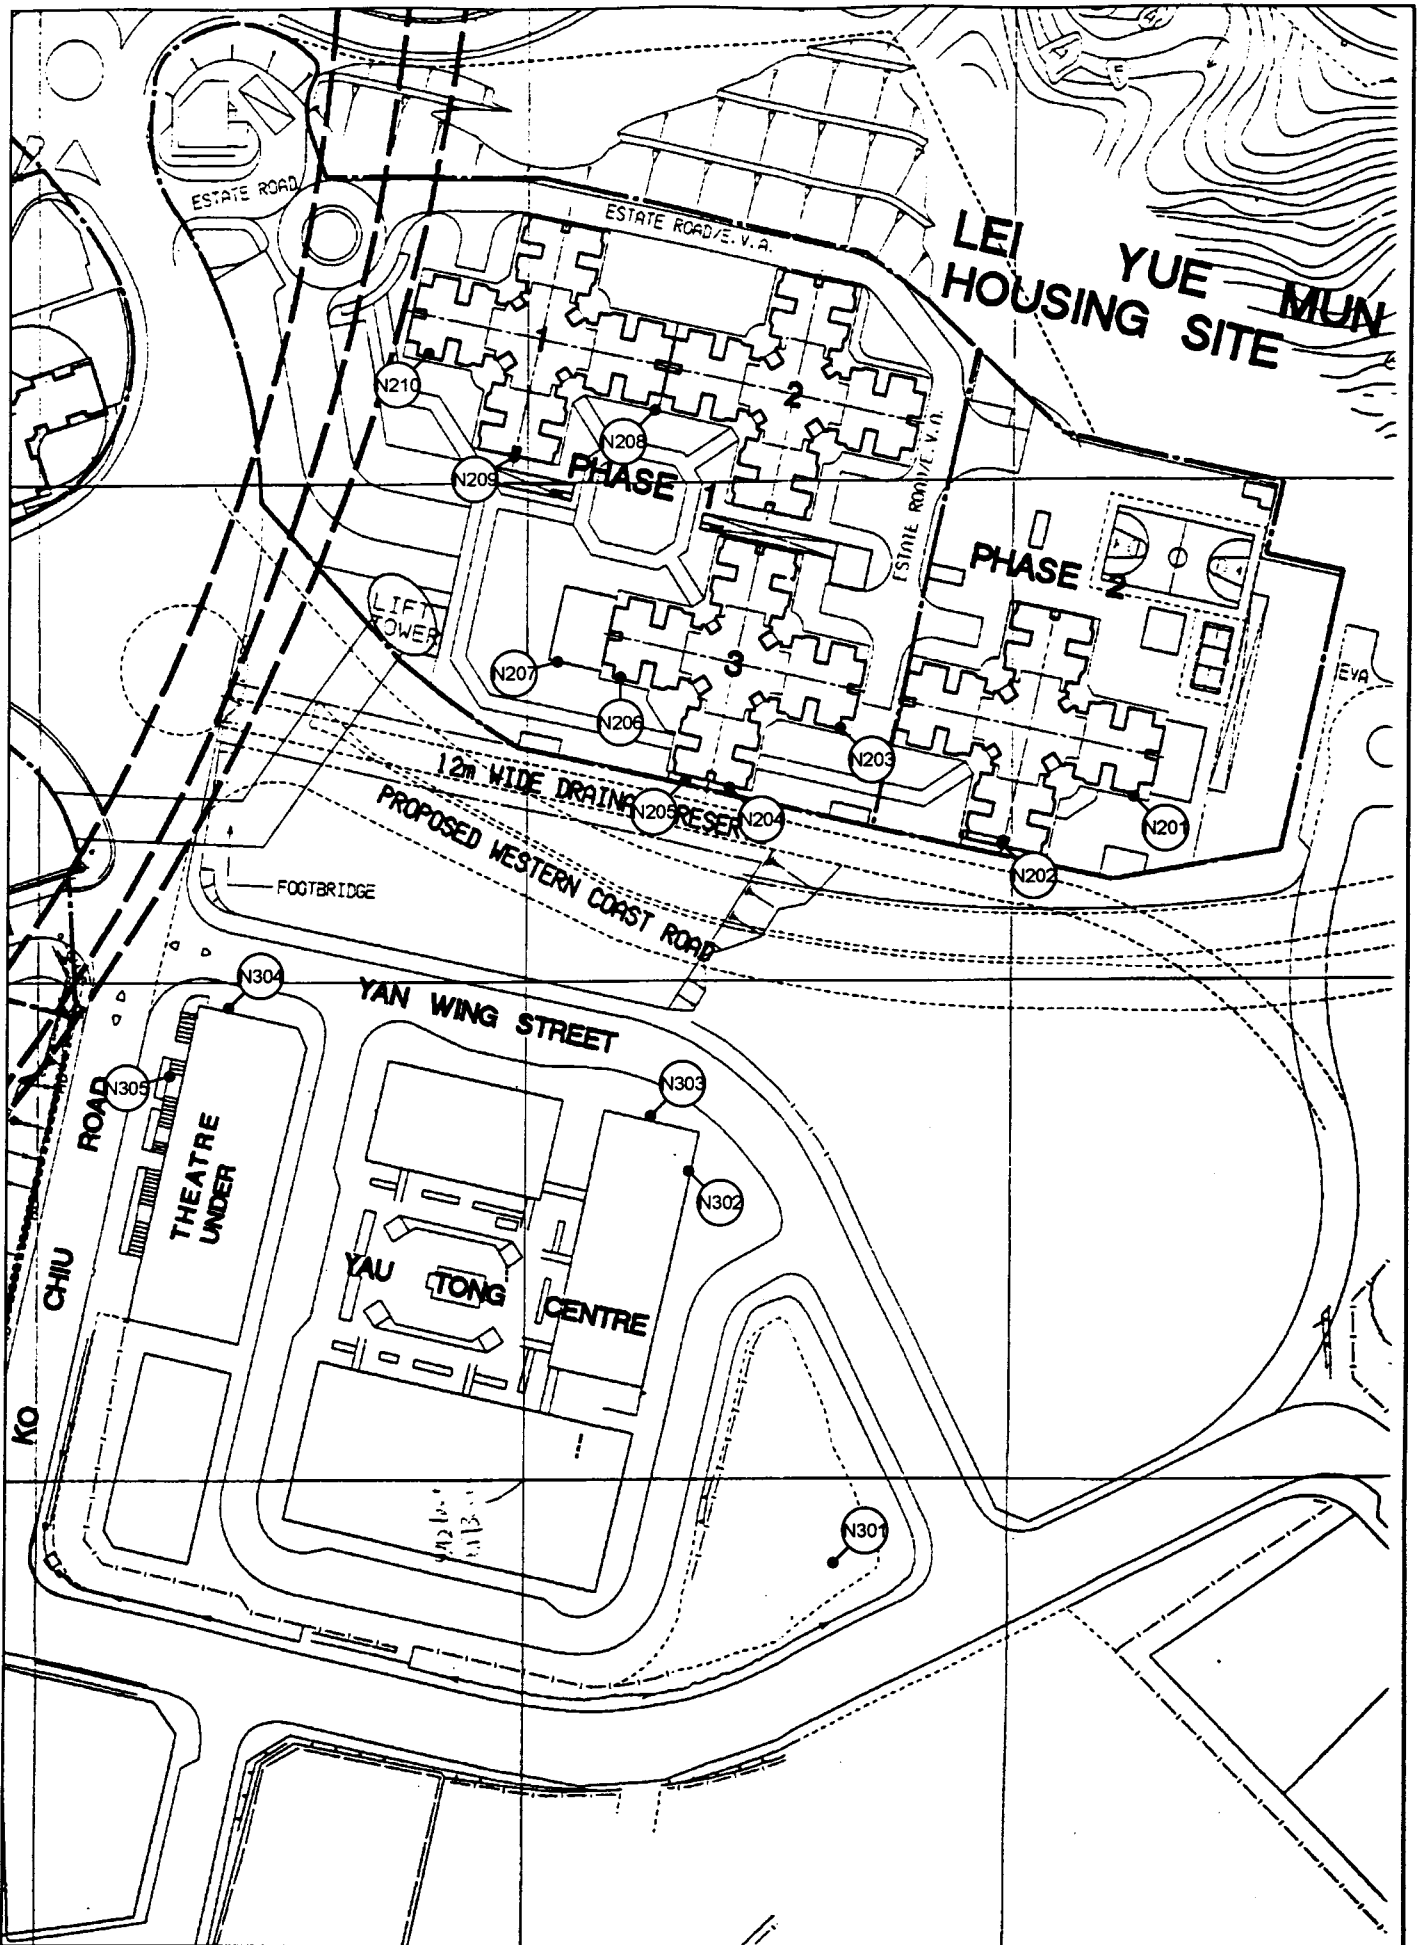 ESTATE ROAD
ESTATE ROAD/E.V.A.
LEI YUE MUN
HOUSING SITE
1
2
N210
N208
N209
PHASE 1
ESTATE ROAD/E.V.A.
PHASE 2
LIFT
TOWER
3
N207
N206
N203
EVA
12m WIDE DRAINA RESER
N205
N204
N201
N202
PROPOSED WESTERN COAST ROAD
FOOTBRIDGE
N304
YAN WING STREET
N305
N303
N302
THEATRE
UNDER
YAU TONG CENTRE
KO CHIU ROAD
N301